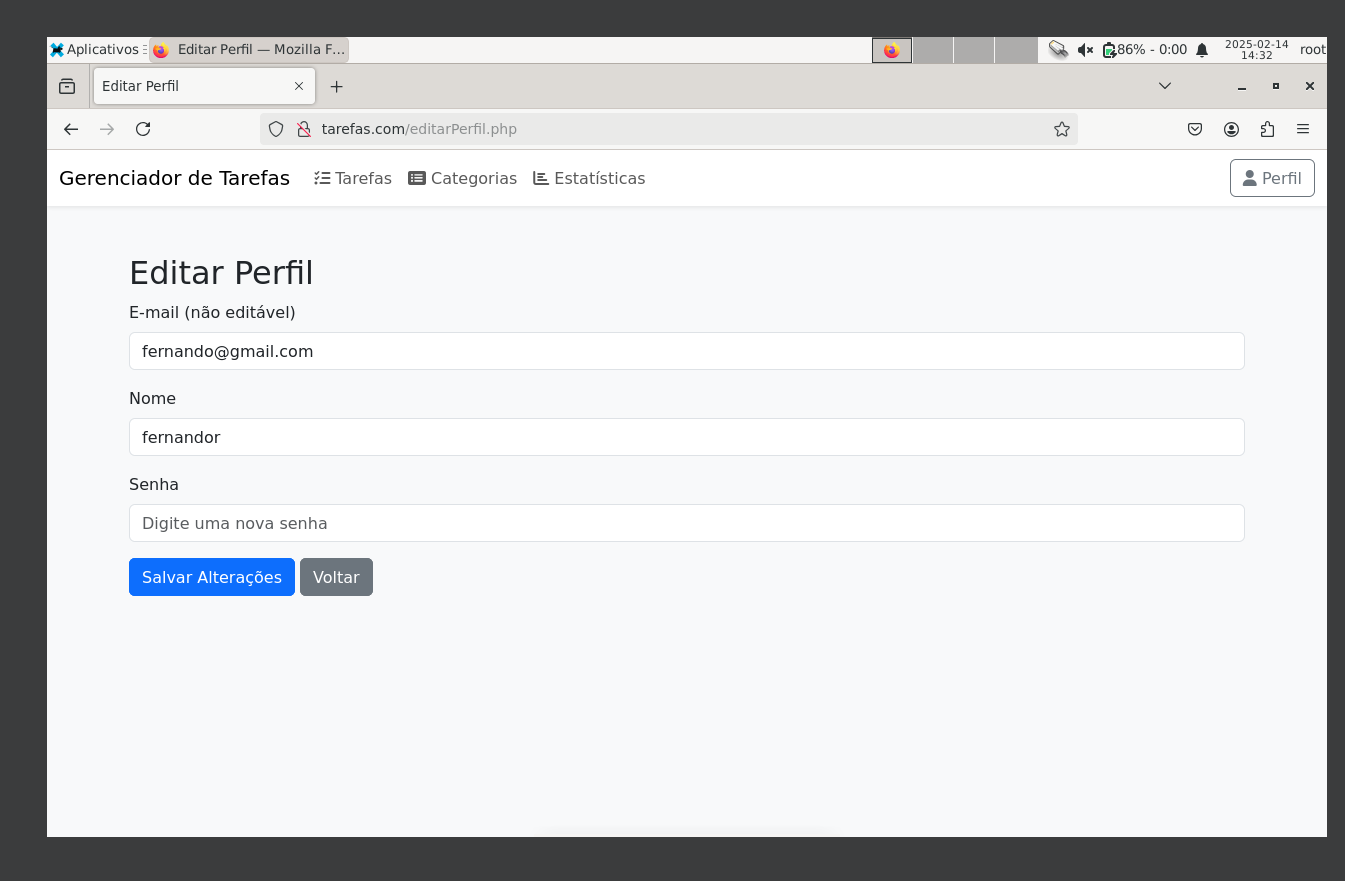 Aplicativos Editar Perfil — Mozilla F... 86% - 0:00 2025-02-14 14:32 root
Editar Perfil
tarefas.com/editarPerfil.php
Gerenciador de Tarefas Tarefas Categorias Estatísticas Perfil
Editar Perfil
E-mail (não editável)
fernando@gmail.com
Nome
fernandor
Senha
Digite uma nova senha
Salvar Alterações Voltar